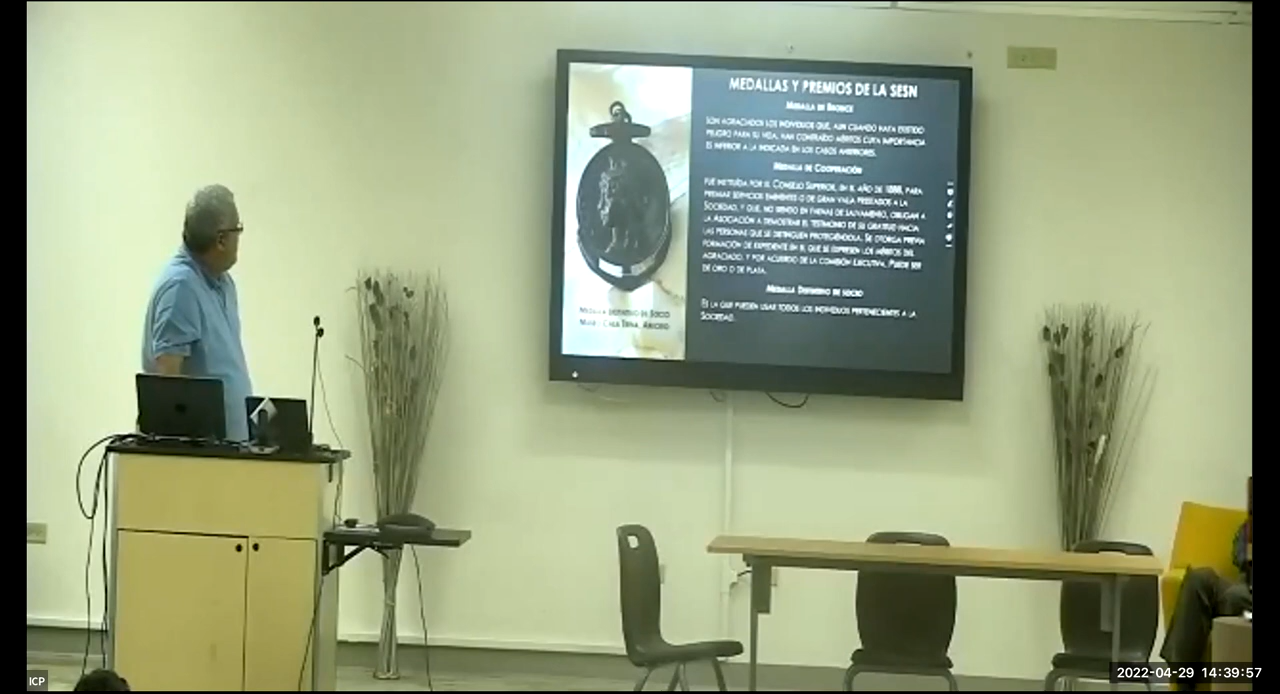 MEDALLAS Y PREMIOS DE LA SESN
MEDALLA DE BRONCE
SON AGRACIADOS LOS INDIVIDUOS QUE, AUN CUANDO HAYA EXISTIDO
PELIGRO PARA SU VIDA, HAN CONTRAÍDO MÉRITOS CUYA IMPORTANCIA
ES INFERIOR A LA INDICADA EN LOS CASOS ANTERIORES.
MEDALLA DE COOPERACIÓN
FUE INSTITUIDA POR EL CONSEJO SUPERIOR, EN EL AÑO DE 1888, PARA
PREMIAR SERVICIOS EMINENTES O DE GRAN VALÍA PRESTADOS A LA
SOCIEDAD, Y QUE, NO SIENDO EN FAENAS DE SALVAMENTO, OBLIGAN A
LA ASOCIACIÓN A DEMOSTRAR EL TESTIMONIO DE SU GRATITUD HACIA
LAS PERSONAS QUE SE DISTINGUEN PROTEGIÉNDOLA. SE OTORGA PREVIA
FORMACIÓN DE EXPEDIENTE EN EL QUE SE EXPRESEN LOS MÉRITOS DEL
AGRACIADO, Y POR ACUERDO DE LA COMISIÓN EJECUTIVA. PUEDE SER
DE ORO O DE PLATA.
MEDALLA DISTINTIVO DE SOCIO
ES LA QUE PUEDEN USAR TODOS LOS INDIVIDUOS PERTENECIENTES A LA
SOCIEDAD.
MEDALLA DISTINTIVO DE SOCIO
ARECIBO
ICP
2022-04-29 14:39:57